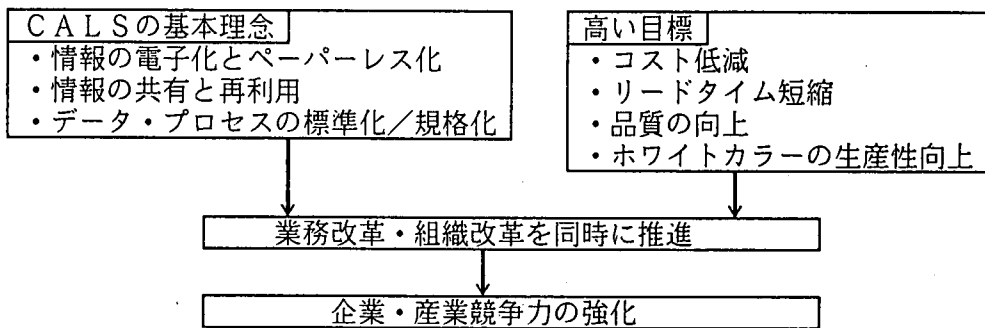 ＣＡＬＳの基本理念
・情報の電子化とペーパーレス化
・情報の共有と再利用
・データ・プロセスの標準化／規格化
高い目標
・コスト低減
・リードタイム短縮
・品質の向上
・ホワイトカラーの生産性向上
業務改革・組織改革を同時に推進
企業・産業競争力の強化